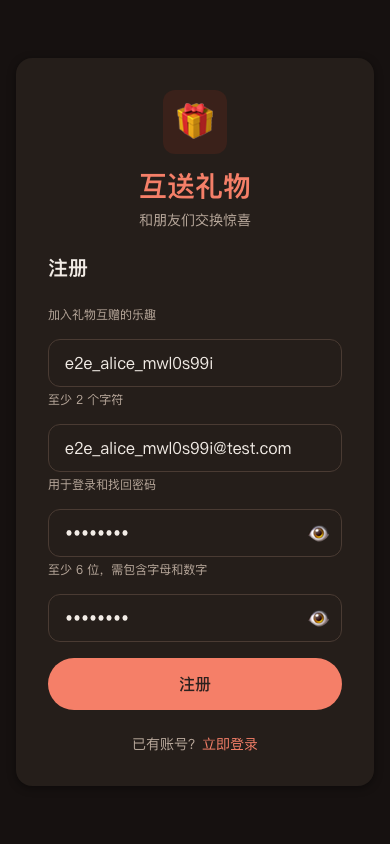 互送礼物
和朋友们交换惊喜
注册
加入礼物互赠的乐趣
e2e_alice_mwl0s99i
至少 2 个字符
e2e_alice_mwl0s99i@test.com
用于登录和找回密码
••••••••
至少 6 位，需包含字母和数字
••••••••
注册
已有账号？立即登录